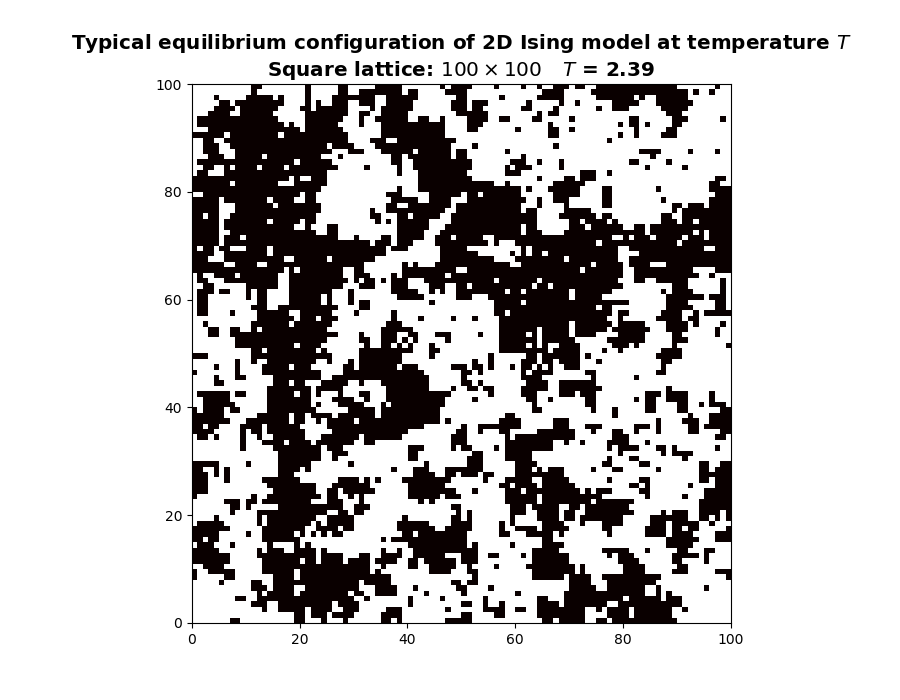 Typical equilibrium configuration of 2D Ising model at temperature T
Square lattice: 100 × 100 T = 2.39
100
80
60
40
20
0
0 20 40 60 80 100